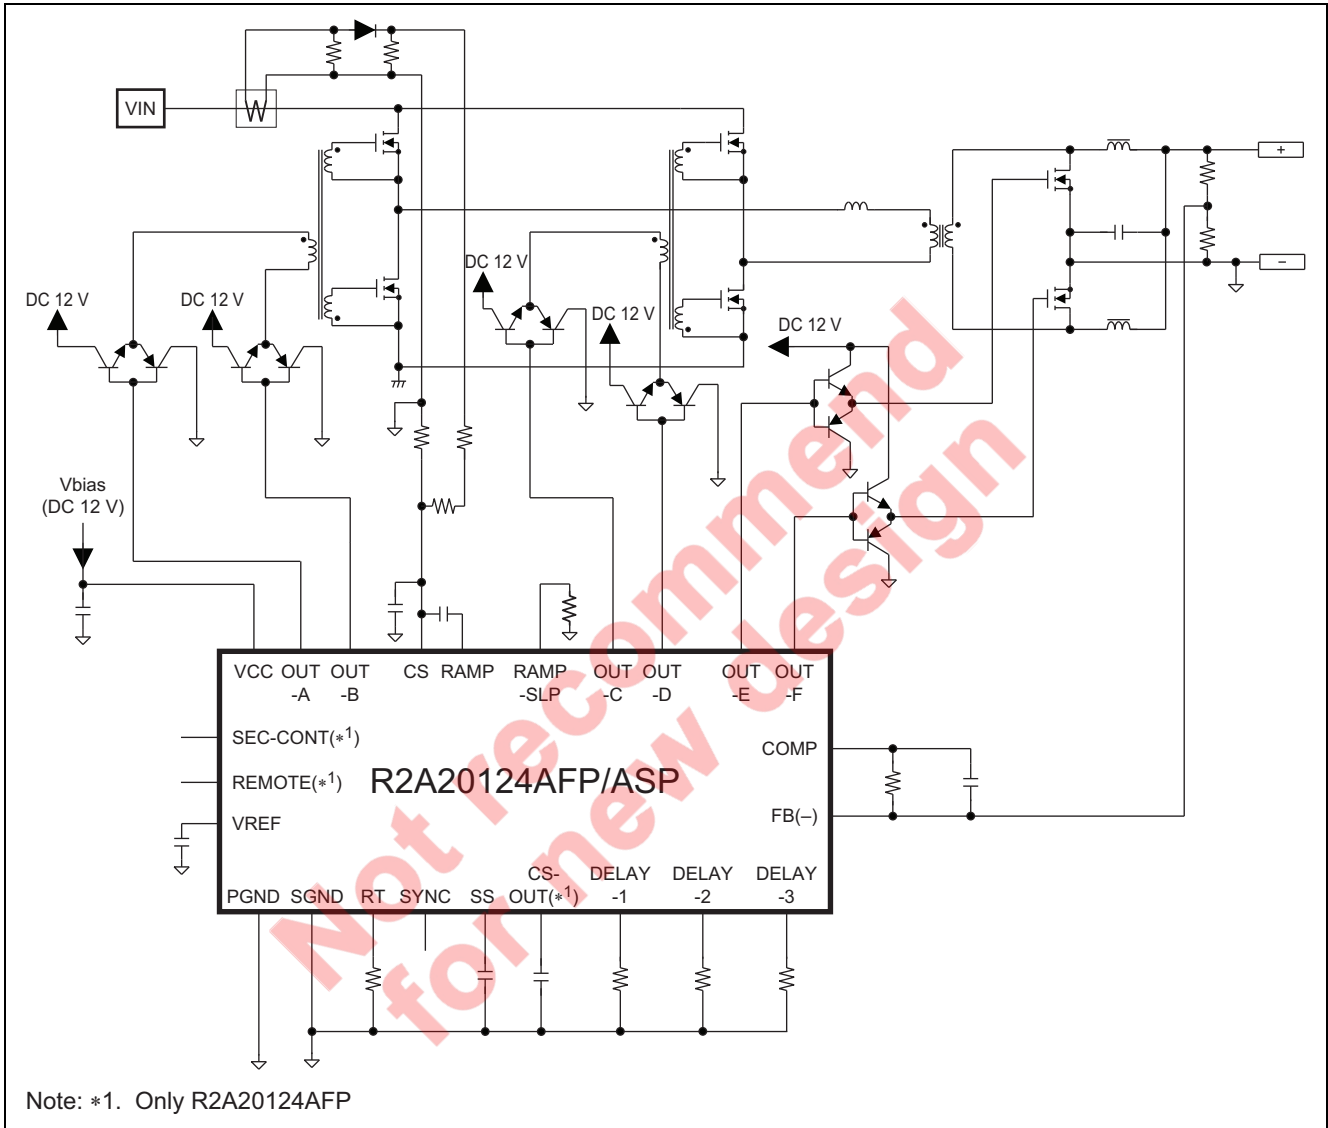 VIN
+
−
DC 12 V
DC 12 V
DC 12 V
DC 12 V
DC 12 V
Vbias
(DC 12 V)
VCC OUT -A
OUT -B
CS
RAMP
RAMP -SLP
OUT -C
OUT -D
OUT -E
OUT -F
SEC-CONT(*1)
REMOTE(*1)
VREF
R2A20124AFP/ASP
COMP
FB(–)
PGND
SGND
RT
SYNC
SS
CS-OUT(*1)
DELAY -1
DELAY -2
DELAY -3
Not recommend
for new design
Note: *1. Only R2A20124AFP